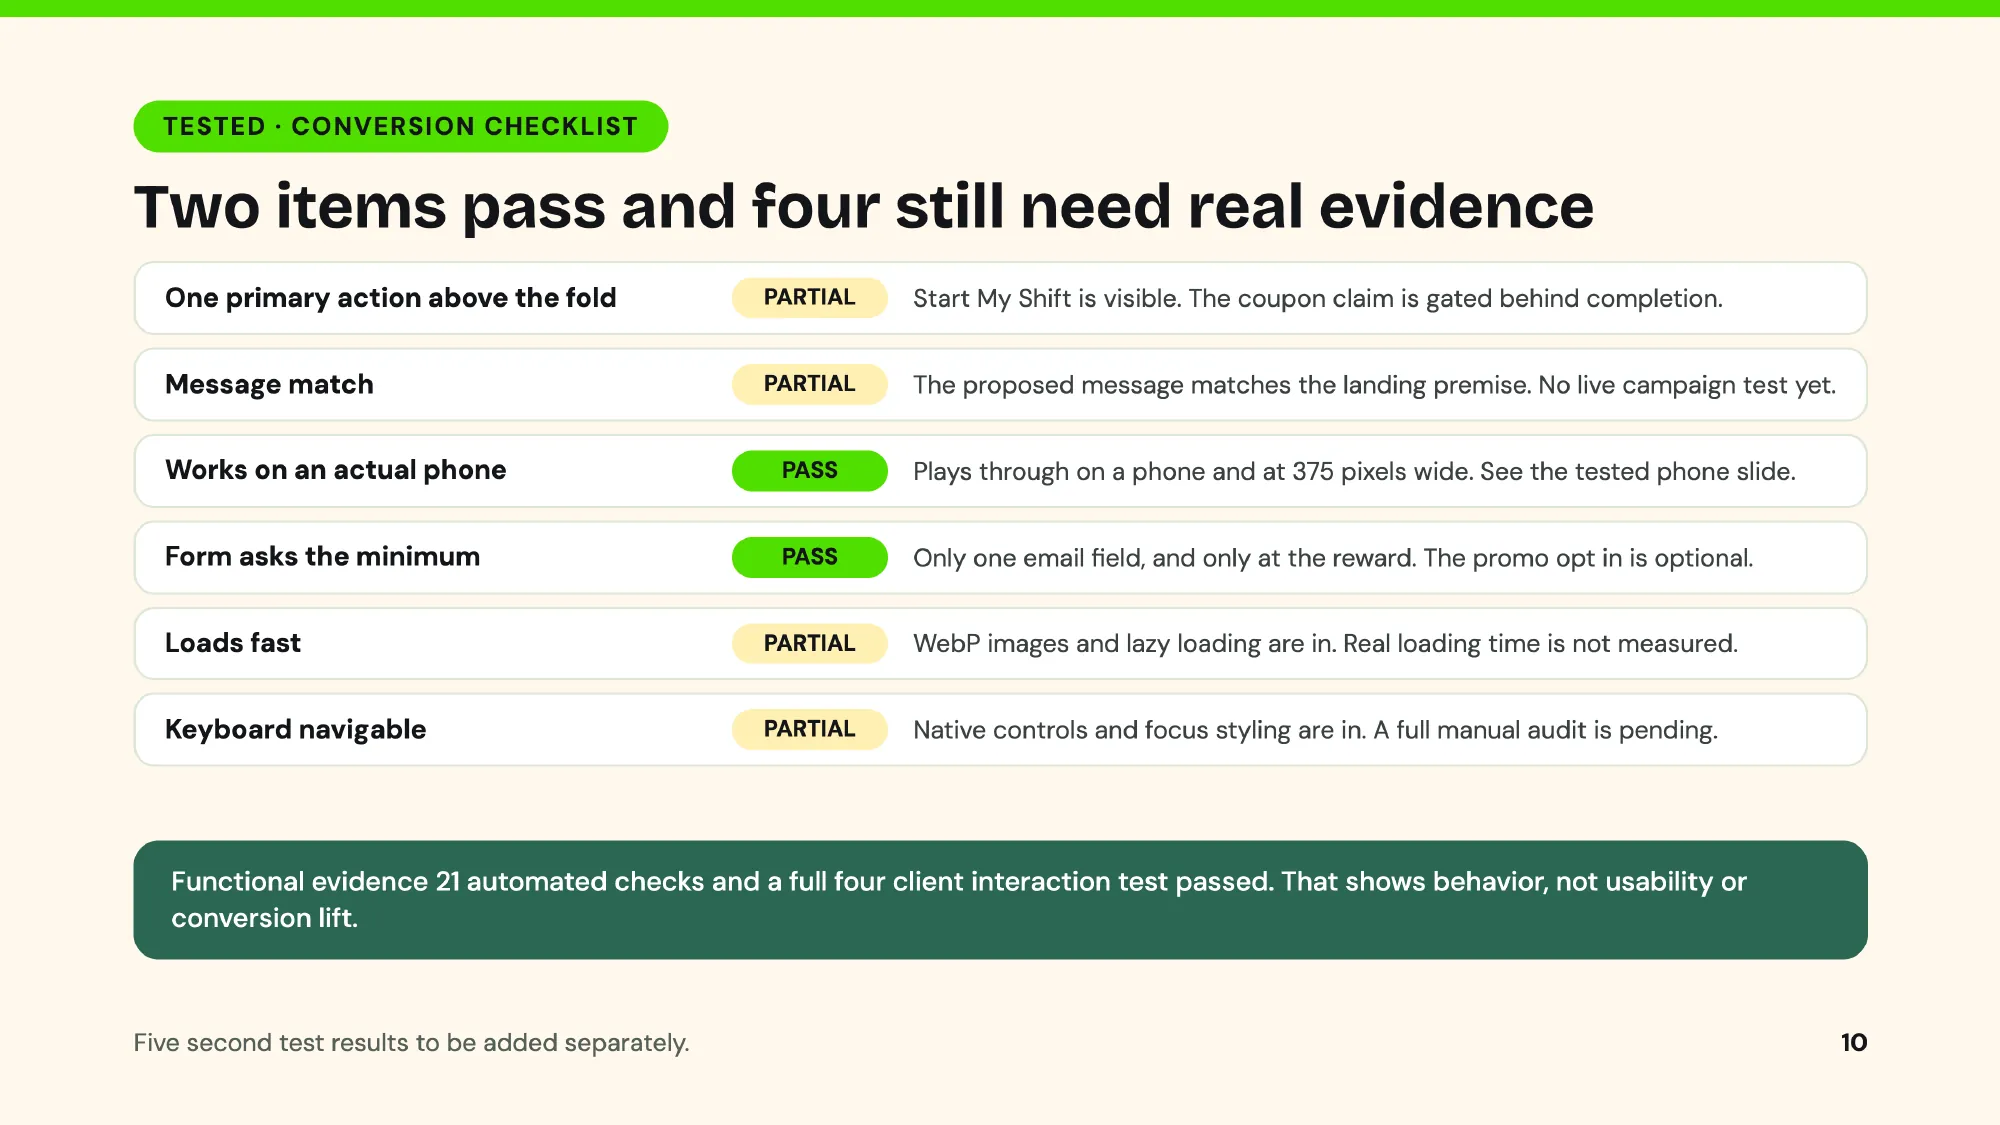 TESTED · CONVERSION CHECKLIST
Two items pass and four still need real evidence
One primary action above the fold PARTIAL Start My Shift is visible. The coupon claim is gated behind completion.
Message match PARTIAL The proposed message matches the landing premise. No live campaign test yet.
Works on an actual phone PASS Plays through on a phone and at 375 pixels wide. See the tested phone slide.
Form asks the minimum PASS Only one email field, and only at the reward. The promo opt in is optional.
Loads fast PARTIAL WebP images and lazy loading are in. Real loading time is not measured.
Keyboard navigable PARTIAL Native controls and focus styling are in. A full manual audit is pending.
Functional evidence 21 automated checks and a full four client interaction test passed. That shows behavior, not usability or
conversion lift.
Five second test results to be added separately.
10